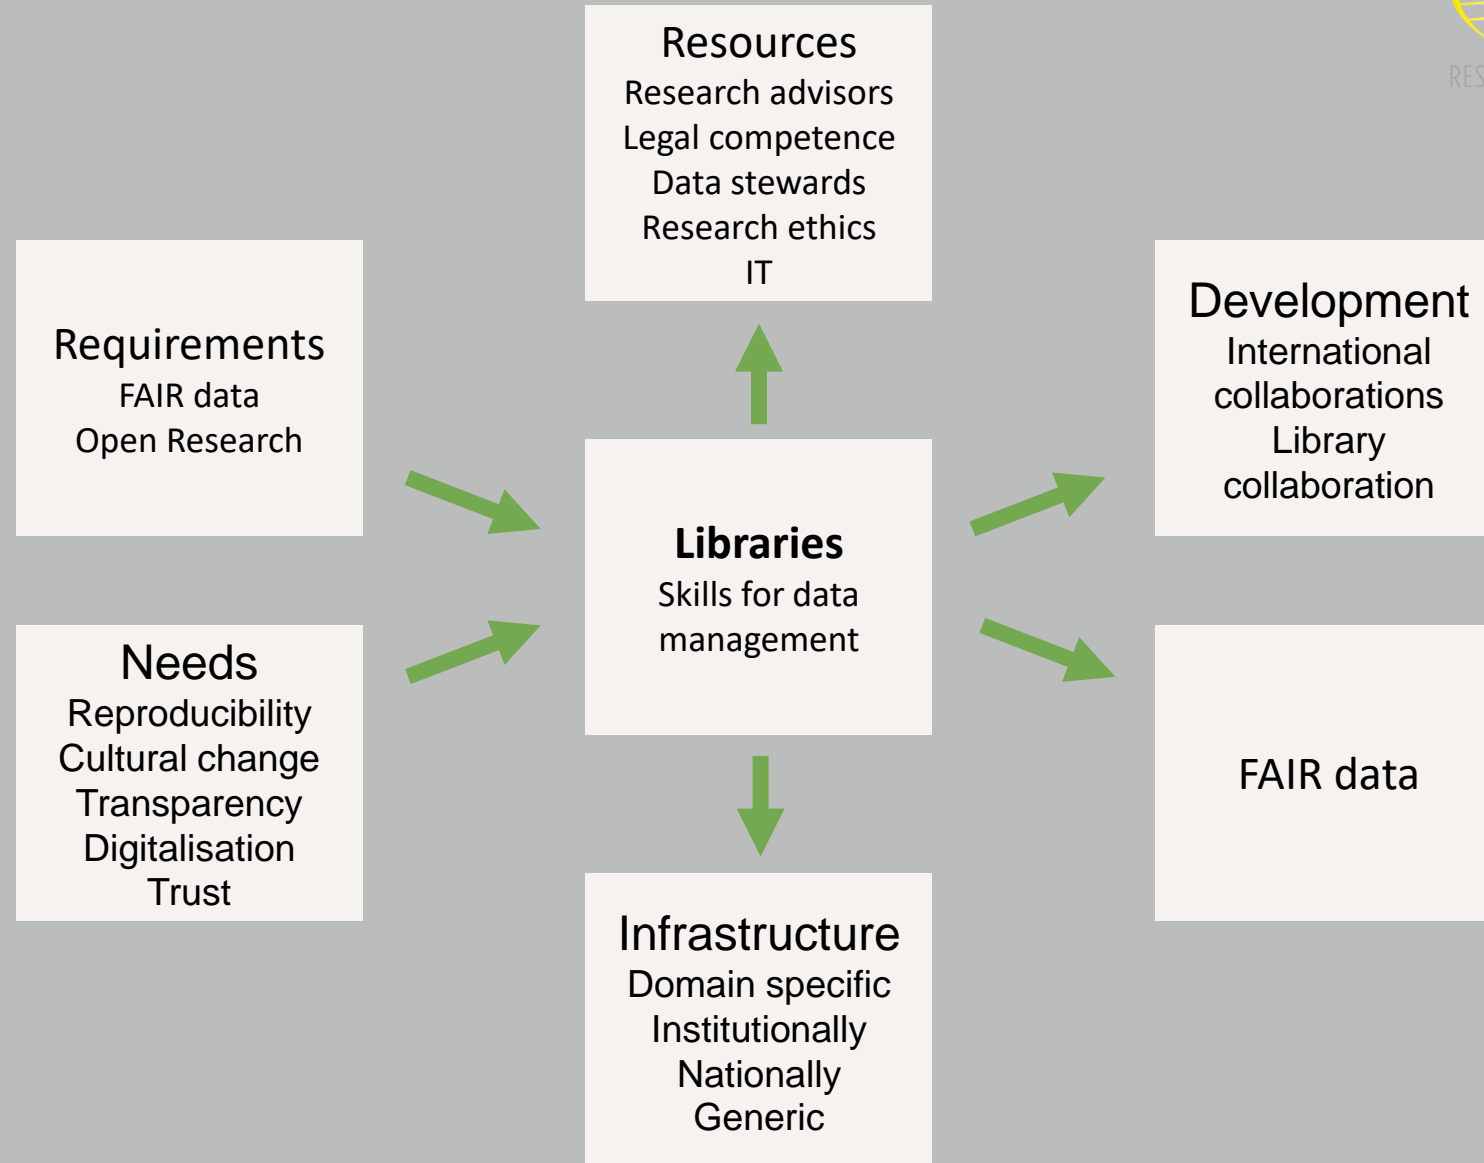 Resources
Research advisors
Legal competence
Data stewards
Research ethics
IT
Requirements
FAIR data
Open Research
Development
International
collaborations
Library
collaboration
Libraries
Skills for data
management
Needs
Reproducibility
Cultural change
Transparency
Digitalisation
Trust
FAIR data
Infrastructure
Domain specific
Institutionally
Nationally
Generic